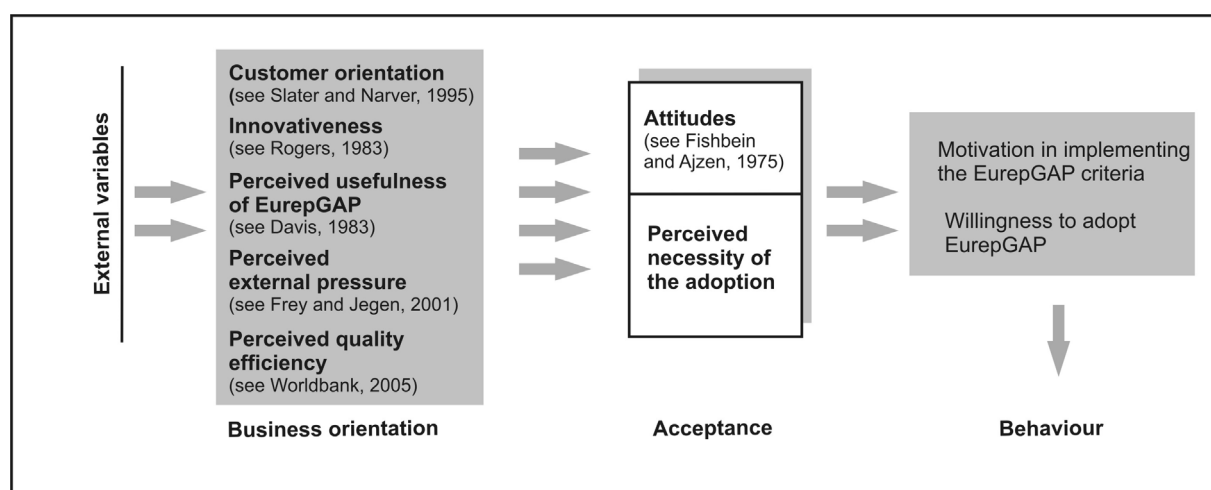 External variables
Customer orientation
(see Slater and Narver, 1995)
Innovativeness
(see Rogers, 1983)
Perceived usefulness
of EurepGAP
(see Davis, 1983)
Perceived
external pressure
(see Frey and Jegen, 2001)
Perceived quality
efficiency
(see Worldbank, 2005)
Business orientation
Attitudes
(see Fishbein
and Ajzen, 1975)
Perceived
necessity of
the adoption
Acceptance
Motivation in implementing
the EurepGAP criteria
Willingness to adopt
EurepGAP
Behaviour